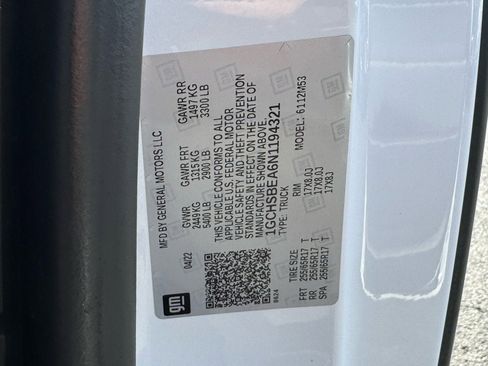 MFD BY GENERAL MOTORS LLC
04/22
GVWR GAWR FRT GAWR RR
2449 KG 1315 KG 1497 KG
5400 LB 2900 LB 3300 LB
THIS VEHICLE CONFORMS TO ALL
APPLICABLE U.S. FEDERAL MOTOR
VEHICLE SAFETY AND THEFT PREVENTION
STANDARDS IN EFFECT ON THE DATE OF
MANUFACTURE SHOWN ABOVE.
1GCHSBEA6N1194321
TYPE: TRUCK MODEL: 6112M53
gm
8624
TIRE SIZE RIM
FRT 255/65R17 T 17X8.0J
RR 255/65R17 T 17X8.0J
SPA 255/65R17 T 17X8J